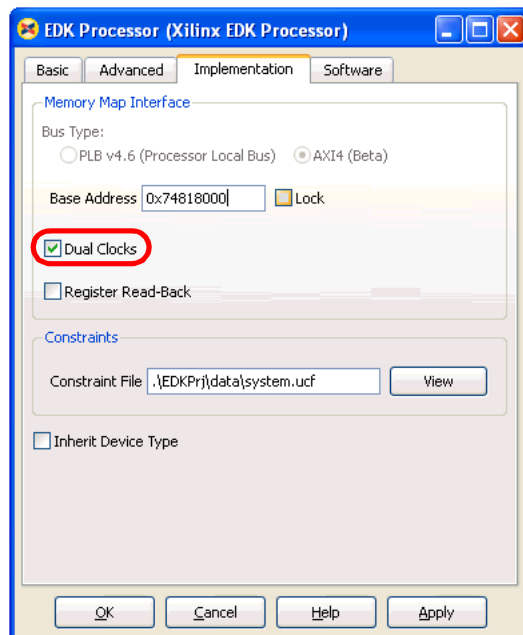 EDK Processor (Xilinx EDK Processor)
Basic Advanced Implementation Software
Memory Map Interface
Bus Type:
PLB v4.6 (Processor Local Bus) AXI4 (Beta)
Base Address 0x74818000 Lock
Dual Clocks
Register Read-Back
Constraints
Constraint File .\EDKPrj\data\system.ucf View
Inherit Device Type
OK Cancel Help Apply